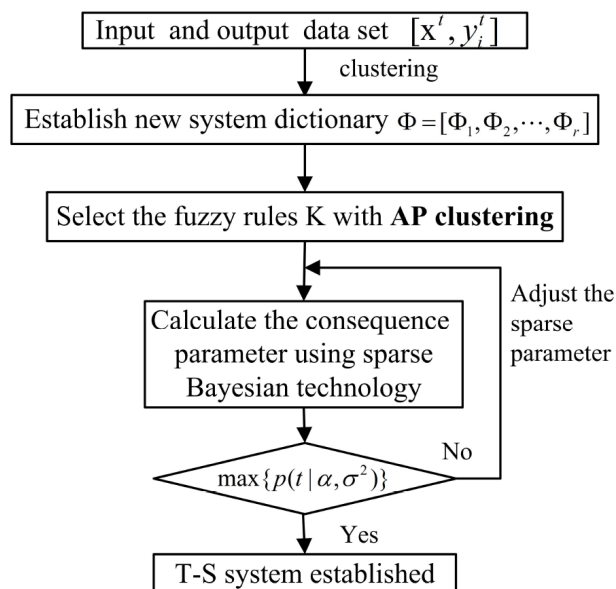 Input and output data set [x^t, y_i^t]
clustering
Establish new system dictionary Φ=[Φ_1,Φ_2,⋯,Φ_r]
Select the fuzzy rules K with AP clustering
Adjust the
sparse
parameter
Calculate the consequence
parameter using sparse
Bayesian technology
No
max{p(t|α,σ^2)}
Yes
T-S system established